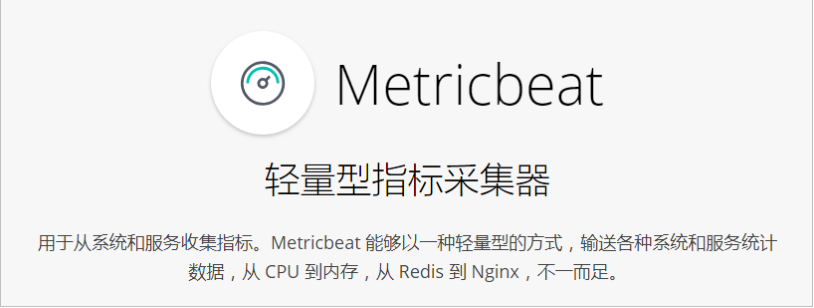 Metricbeat
轻量型指标采集器
用于从系统和服务收集指标。Metricbeat 能够以一种轻量型的方式，输送各种系统和服务统计
数据，从 CPU 到内存，从 Redis 到 Nginx，不一而足。